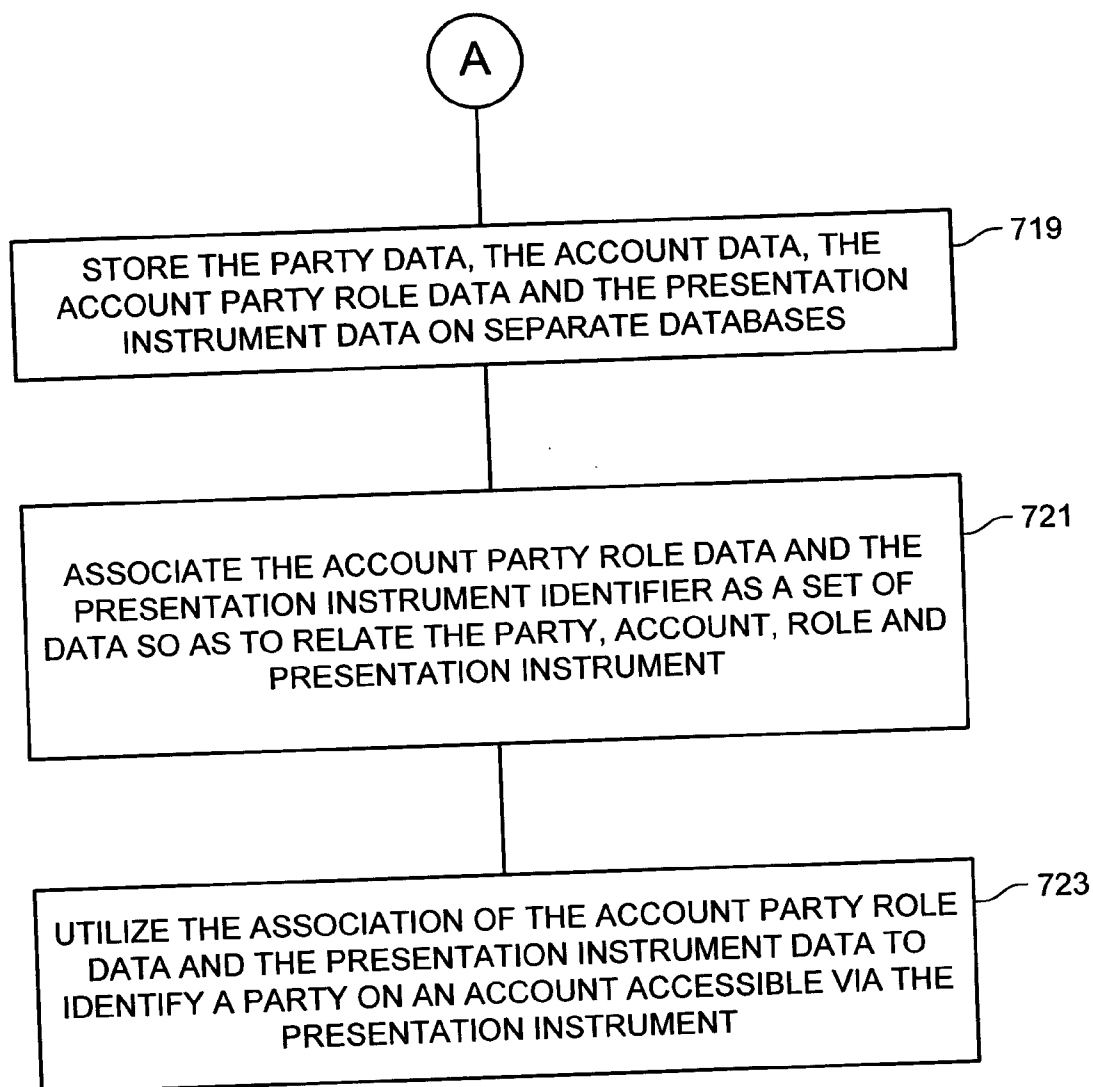 A
719
STORE THE PARTY DATA, THE ACCOUNT DATA, THE
ACCOUNT PARTY ROLE DATA AND THE PRESENTATION
INSTRUMENT DATA ON SEPARATE DATABASES
721
ASSOCIATE THE ACCOUNT PARTY ROLE DATA AND THE
PRESENTATION INSTRUMENT IDENTIFIER AS A SET OF
DATA SO AS TO RELATE THE PARTY, ACCOUNT, ROLE AND
PRESENTATION INSTRUMENT
723
UTILIZE THE ASSOCIATION OF THE ACCOUNT PARTY ROLE
DATA AND THE PRESENTATION INSTRUMENT DATA TO
IDENTIFY A PARTY ON AN ACCOUNT ACCESSIBLE VIA THE
PRESENTATION INSTRUMENT